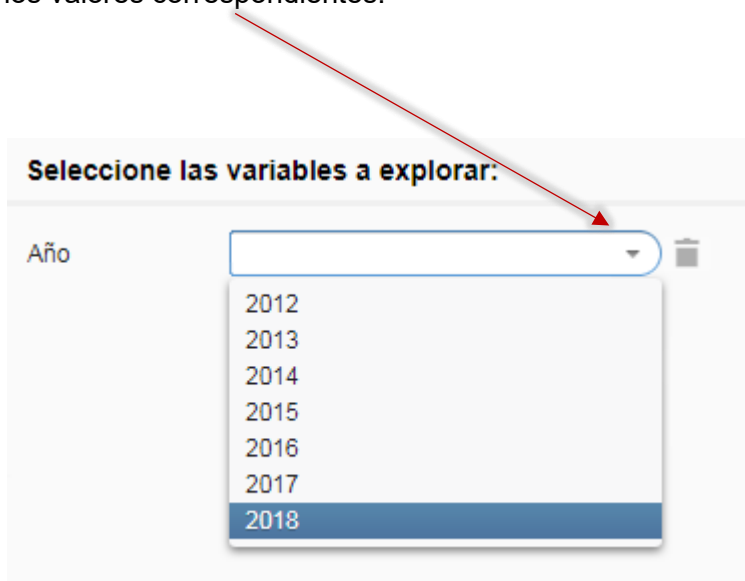 los valores correspondientes.
Seleccione las variables a explorar:
Año
2012
2013
2014
2015
2016
2017
2018